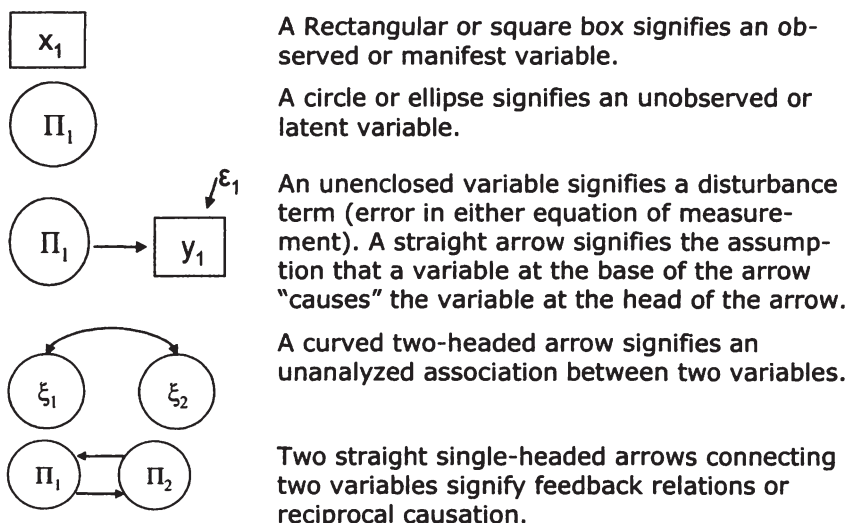 x₁
A Rectangular or square box signifies an ob-
served or manifest variable.
Π₁
A circle or ellipse signifies an unobserved or
latent variable.
ε₁
Π₁
y₁
An unenclosed variable signifies a disturbance
term (error in either equation of measure-
ment). A straight arrow signifies the assump-
tion that a variable at the base of the arrow
“causes” the variable at the head of the arrow.
ξ₁ ξ₂
A curved two-headed arrow signifies an
unanalyzed association between two variables.
Π₁ Π₂
Two straight single-headed arrows connecting
two variables signify feedback relations or
reciprocal causation.